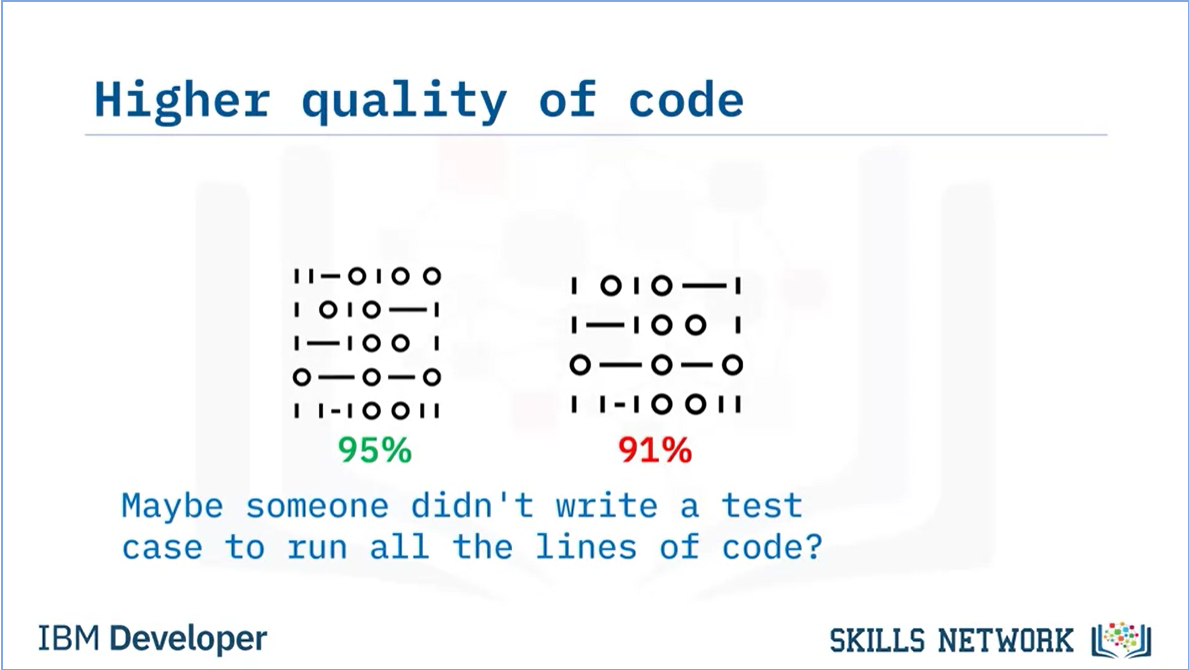 Higher quality of code
95%
91%
Maybe someone didn't write a test
case to run all the lines of code?
IBM Developer
SKILLS NETWORK